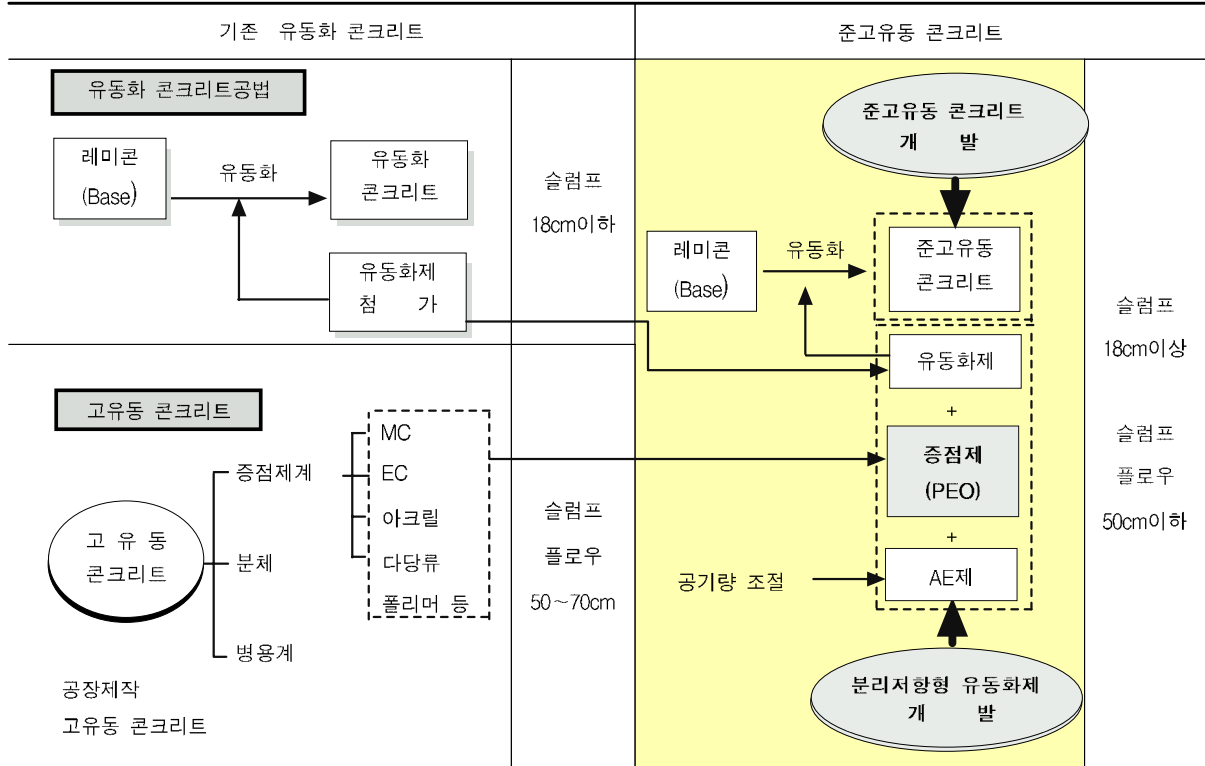 기존 유동화 콘크리트
준고유동 콘크리트
유동화 콘크리트공법
레미콘
(Base)
유동화
유동화
콘크리트
유동화제
첨 가
슬럼프
18cm이하
고유동 콘크리트
고 유 동
콘크리트
증점제계
분체
병용계
MC
EC
아크릴
다당류
폴리머 등
슬럼프
플로우
50～70cm
공장제작
고유동 콘크리트
준고유동 콘크리트
개 발
레미콘
(Base)
유동화
준고유동
콘크리트
유동화제
+
증점제
(PEO)
+
공기량 조절
AE제
분리저항형 유동화제
개 발
슬럼프
18cm이상
슬럼프
플로우
50cm이하